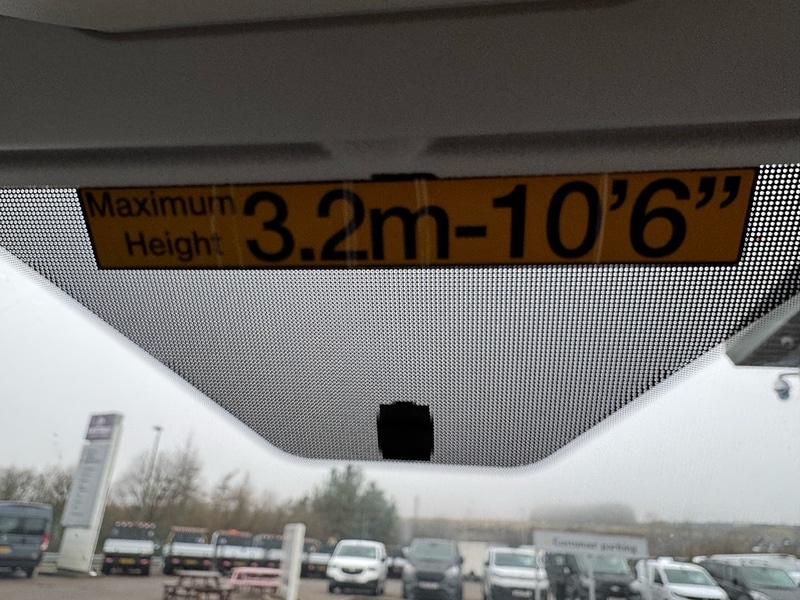 Maximum
Height 3.2m-10'6”
Customer parking